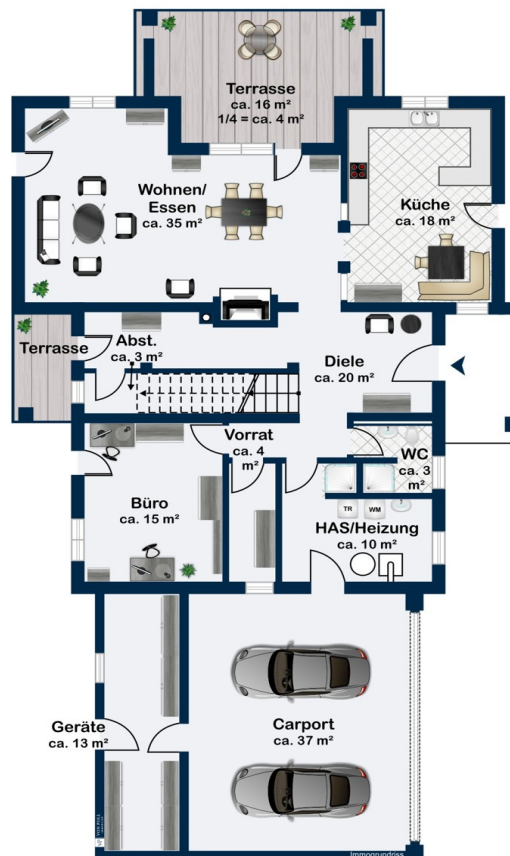 Terrasse
ca. 16 m²
1/4 = ca. 4 m²
Wohnen/
Essen
ca. 35 m²
Küche
ca. 18 m²
Terrasse
Abst.
ca. 3 m²
Diele
ca. 20 m²
Vorrat
ca. 4
m²
WC
ca. 3
m²
Büro
ca. 15 m²
TR
WM
HAS/Heizung
ca. 10 m²
Geräte
ca. 13 m²
Carport
ca. 37 m²
Immogrundriss